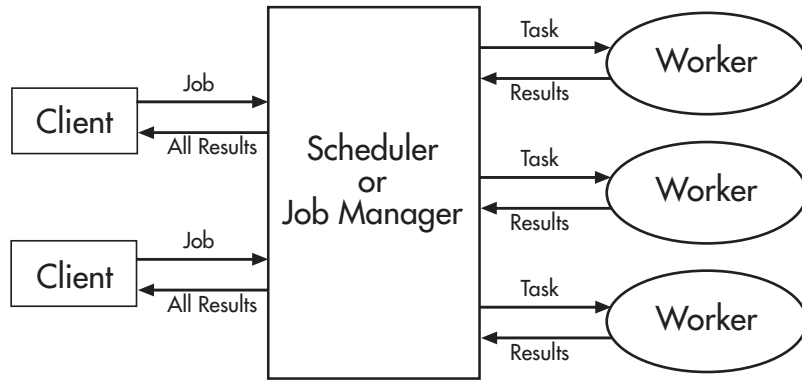 Client
Job
All Results
Client
Job
All Results
Scheduler
or
Job Manager
Task
Results
Worker
Task
Results
Worker
Task
Results
Worker